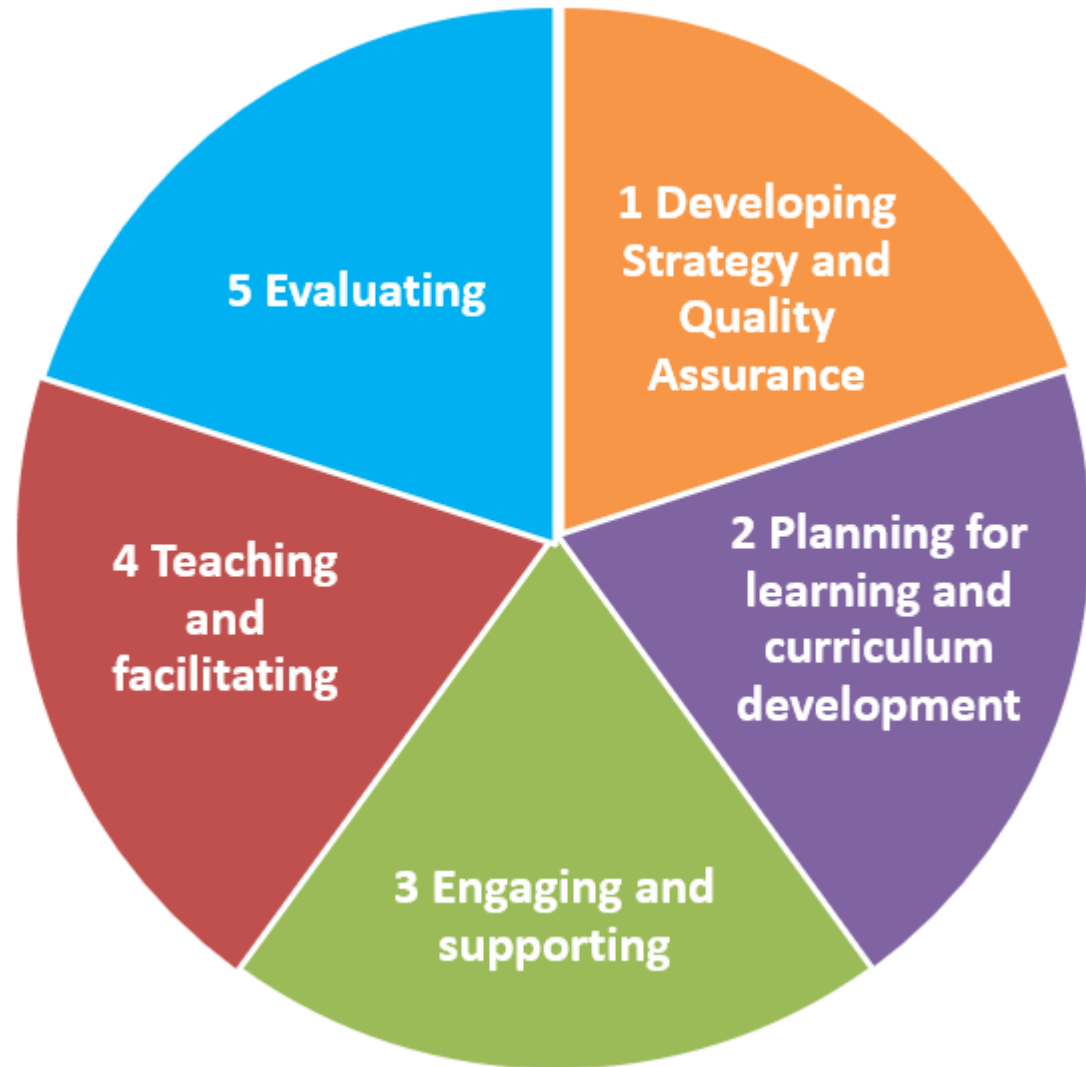 1 Developing
Strategy and
Quality
Assurance
2 Planning for
learning and
curriculum
development
3 Engaging and
supporting
4 Teaching
and
facilitating
5 Evaluating